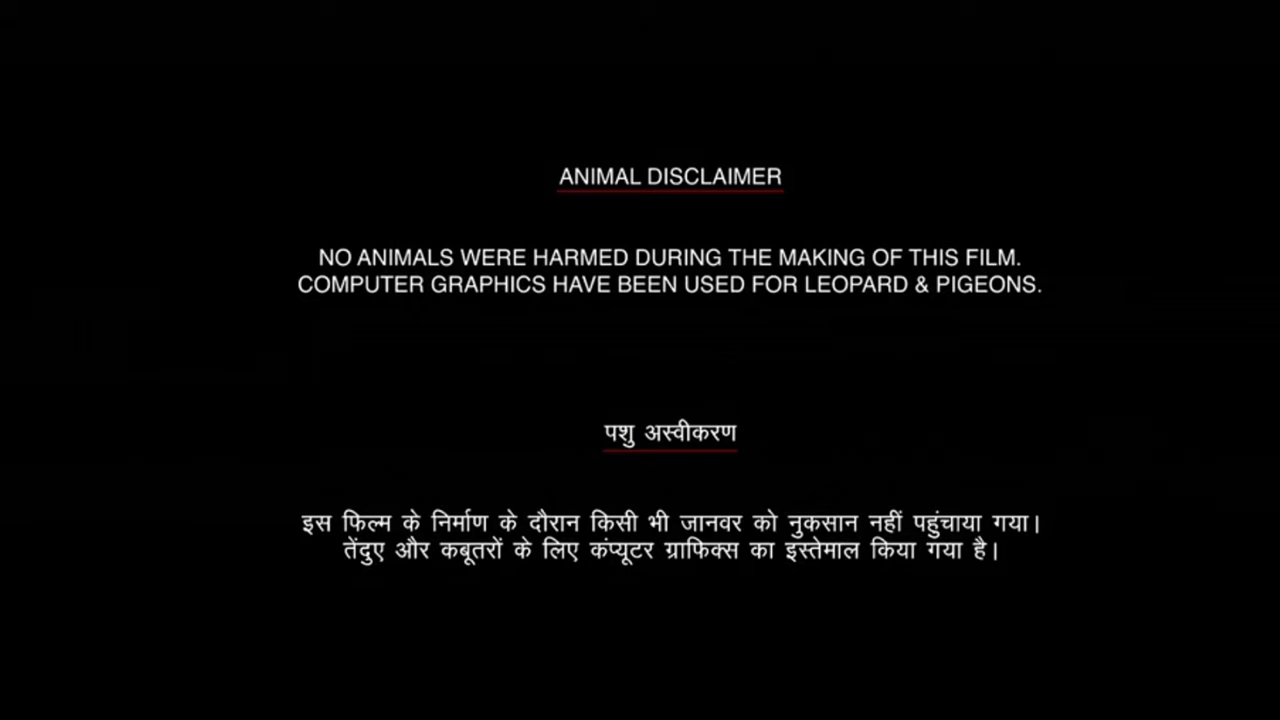 ANIMAL DISCLAIMER
NO ANIMALS WERE HARMED DURING THE MAKING OF THIS FILM.
COMPUTER GRAPHICS HAVE BEEN USED FOR LEOPARD & PIGEONS.
पशु अस्वीकरण
इस फिल्म के निर्माण के दौरान किसी भी जानवर को नुकसान नहीं पहुंचाया गया।
तेंदुए और कबूतरों के लिए कंप्यूटर ग्राफिक्स का इस्तेमाल किया गया है।